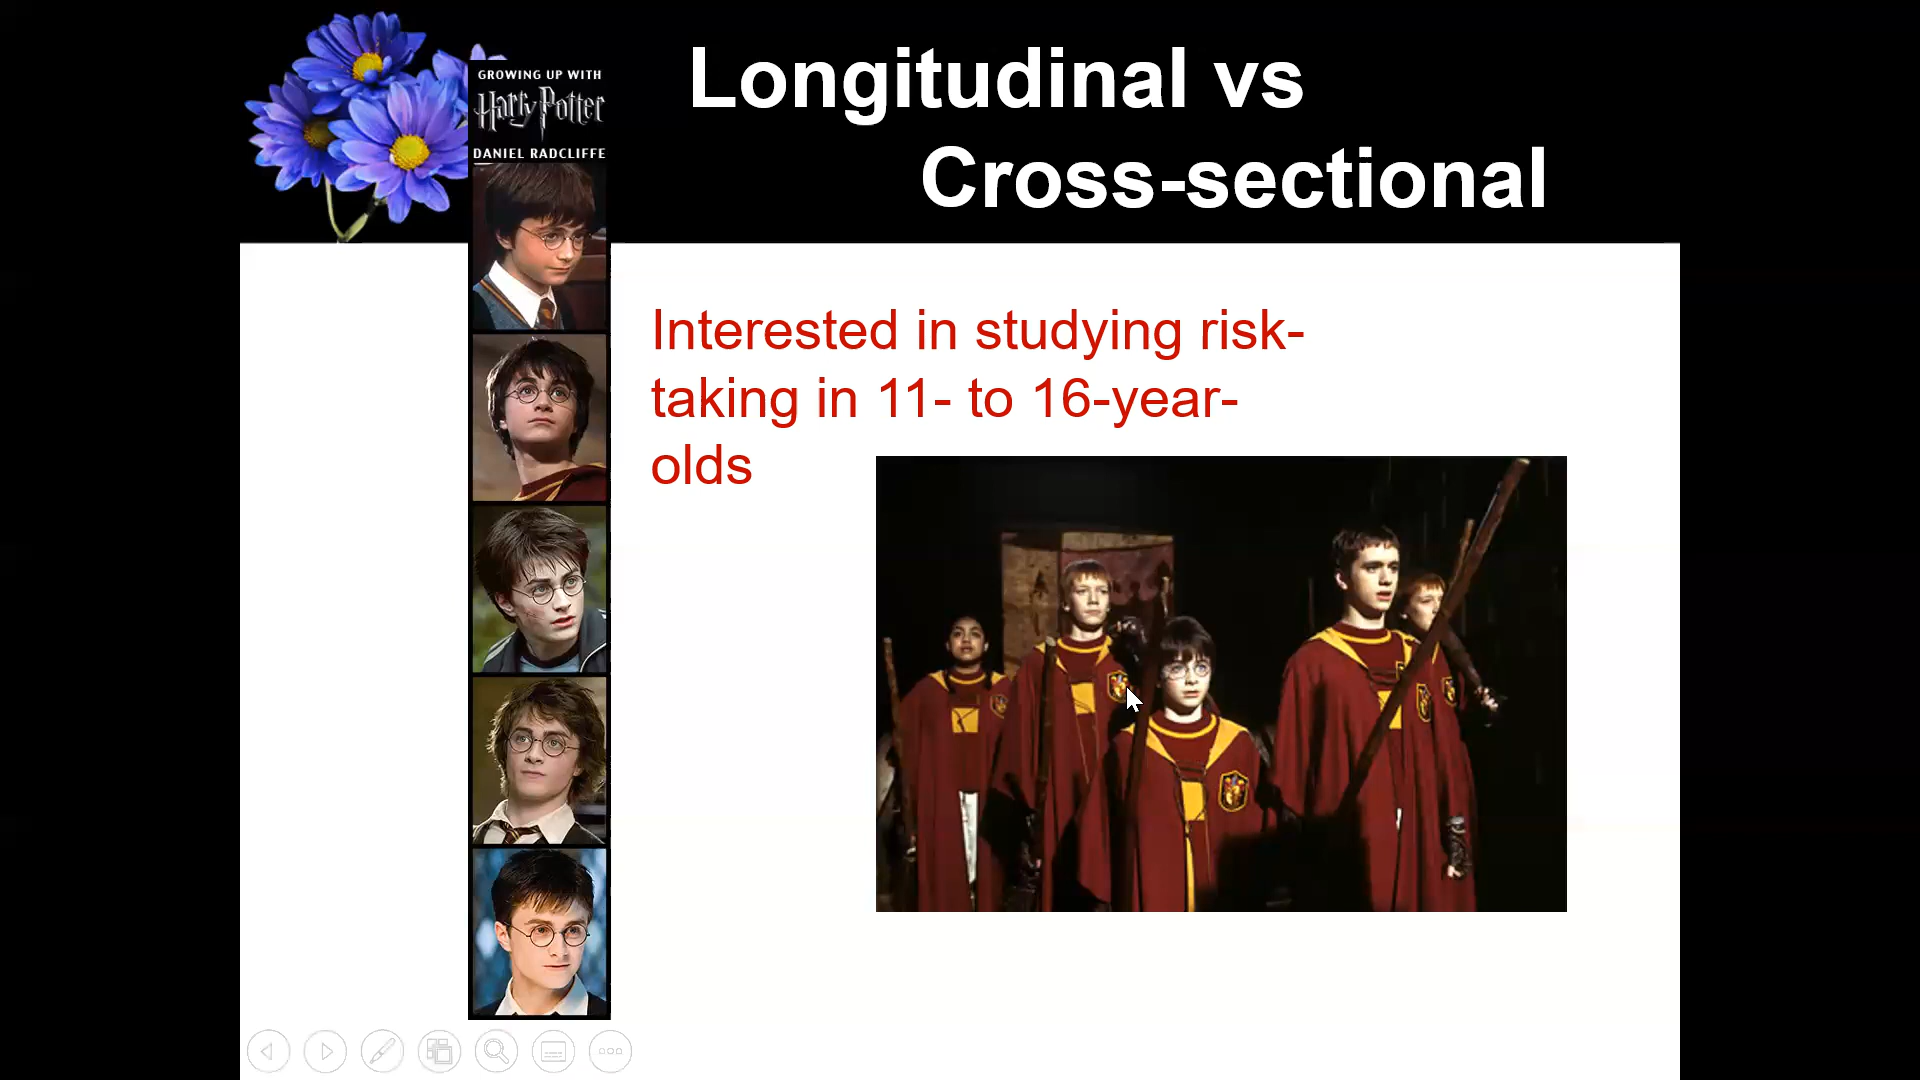 GROWING UP WITH
Harry Potter
DANIEL RADCLIFFE
Longitudinal vs
Cross-sectional
Interested in studying risk-
taking in 11- to 16-year-
olds